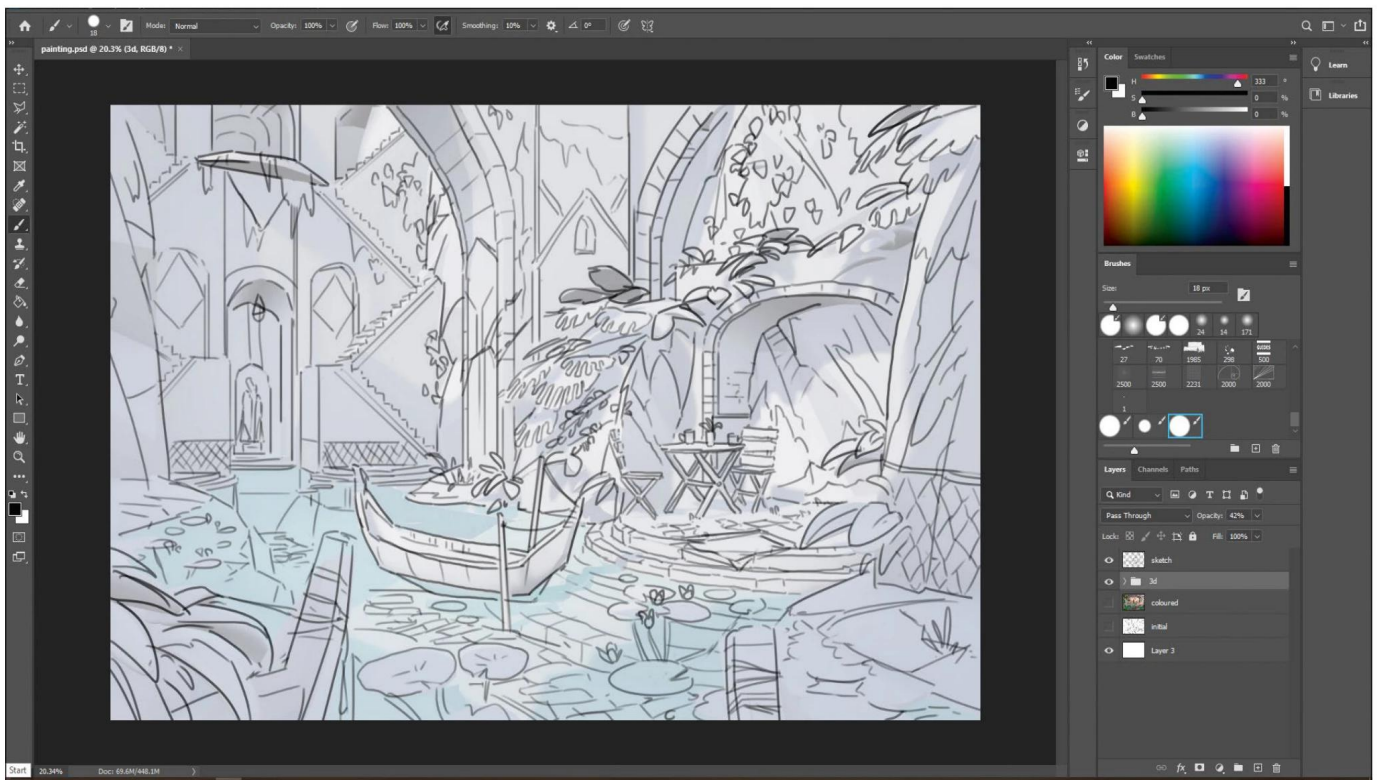 Mode: Normal Opacity: 100% Flow: 100% Smoothing: 10% 0°
18
painting.psd @ 20.3% (3d, RGB/8) * ×
Color Swatches
H 333 °
S 0 %
B 0 %
Learn
Libraries
Brushes
Size: 18 px
24 14 171
27 70 1985 298 500
2500 2500 2231 2000 2000
1
Layers Channels Paths
Kind
Pass Through Opacity: 42%
Lock: Fill: 100%
sketch
3d
coloured
initial
Layer 3
Start 20.34% Doc: 69.6M/448.1M